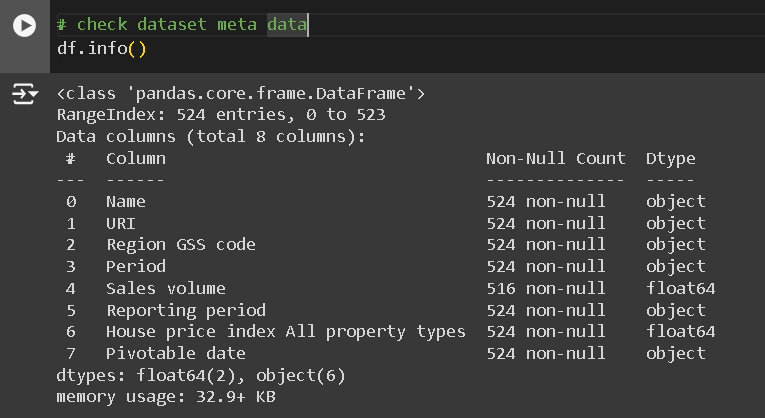 # check dataset meta data
df.info()
<class 'pandas.core.frame.DataFrame'>
RangeIndex: 524 entries, 0 to 523
Data columns (total 8 columns):
 #   Column                                Non-Null Count  Dtype
---  ------                                --------------  -----
 0   Name                                  524 non-null    object
 1   URI                                   524 non-null    object
 2   Region GSS code                       524 non-null    object
 3   Period                                524 non-null    object
 4   Sales volume                          516 non-null    float64
 5   Reporting period                      524 non-null    object
 6   House price index All property types  524 non-null    float64
 7   Pivotable date                        524 non-null    object
dtypes: float64(2), object(6)
memory usage: 32.9+ KB